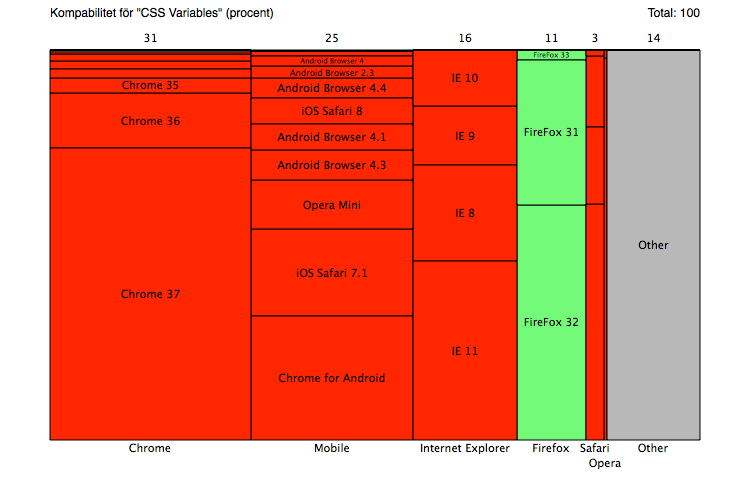 Kompabilitet för "CSS Variables" (procent) Total: 100
31 25 16 11 3 14
Chrome 35
Chrome 36
Chrome 37
Android Browser 4
Android Browser 2.3
Android Browser 4.4
iOS Safari 8
Android Browser 4.1
Android Browser 4.3
Opera Mini
iOS Safari 7.1
Chrome for Android
IE 10
IE 9
IE 8
IE 11
FireFox 33
FireFox 31
FireFox 32
Other
Chrome Mobile Internet Explorer Firefox Safari Other
Opera